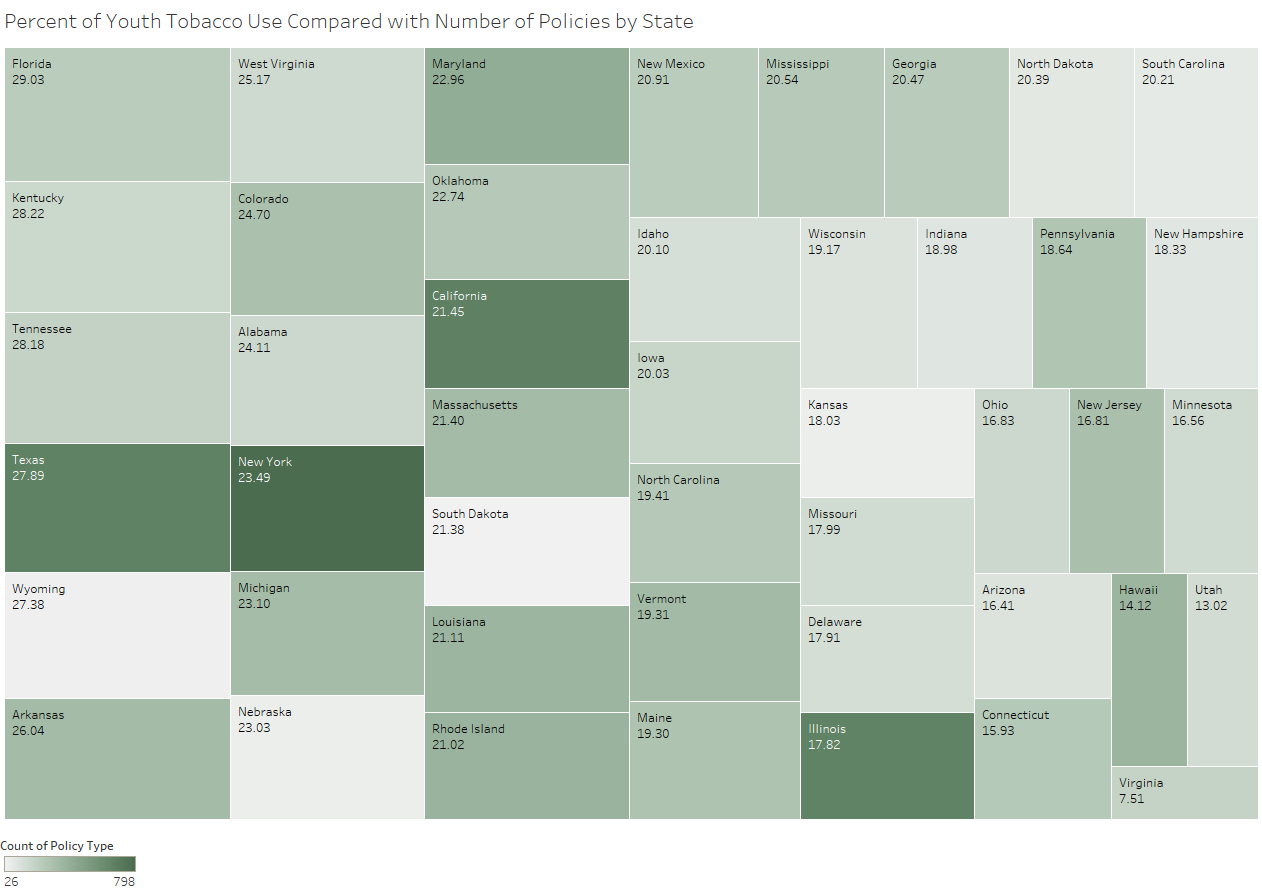 Percent of Youth Tobacco Use Compared with Number of Policies by State
Florida
29.03
Kentucky
28.22
Tennessee
28.18
Texas
27.89
Wyoming
27.38
Arkansas
26.04
West Virginia
25.17
Colorado
24.70
Alabama
24.11
New York
23.49
Michigan
23.10
Nebraska
23.03
Maryland
22.96
Oklahoma
22.74
California
21.45
Massachusetts
21.40
South Dakota
21.38
Louisiana
21.11
Rhode Island
21.02
New Mexico
20.91
Mississippi
20.54
Georgia
20.47
North Dakota
20.39
South Carolina
20.21
Idaho
20.10
Iowa
20.03
North Carolina
19.41
Vermont
19.31
Maine
19.30
Wisconsin
19.17
Indiana
18.98
Pennsylvania
18.64
New Hampshire
18.33
Kansas
18.03
Missouri
17.99
Delaware
17.91
Illinois
17.82
Ohio
16.83
New Jersey
16.81
Minnesota
16.56
Arizona
16.41
Connecticut
15.93
Hawaii
14.12
Utah
13.02
Virginia
7.51
Count of Policy Type
26 798